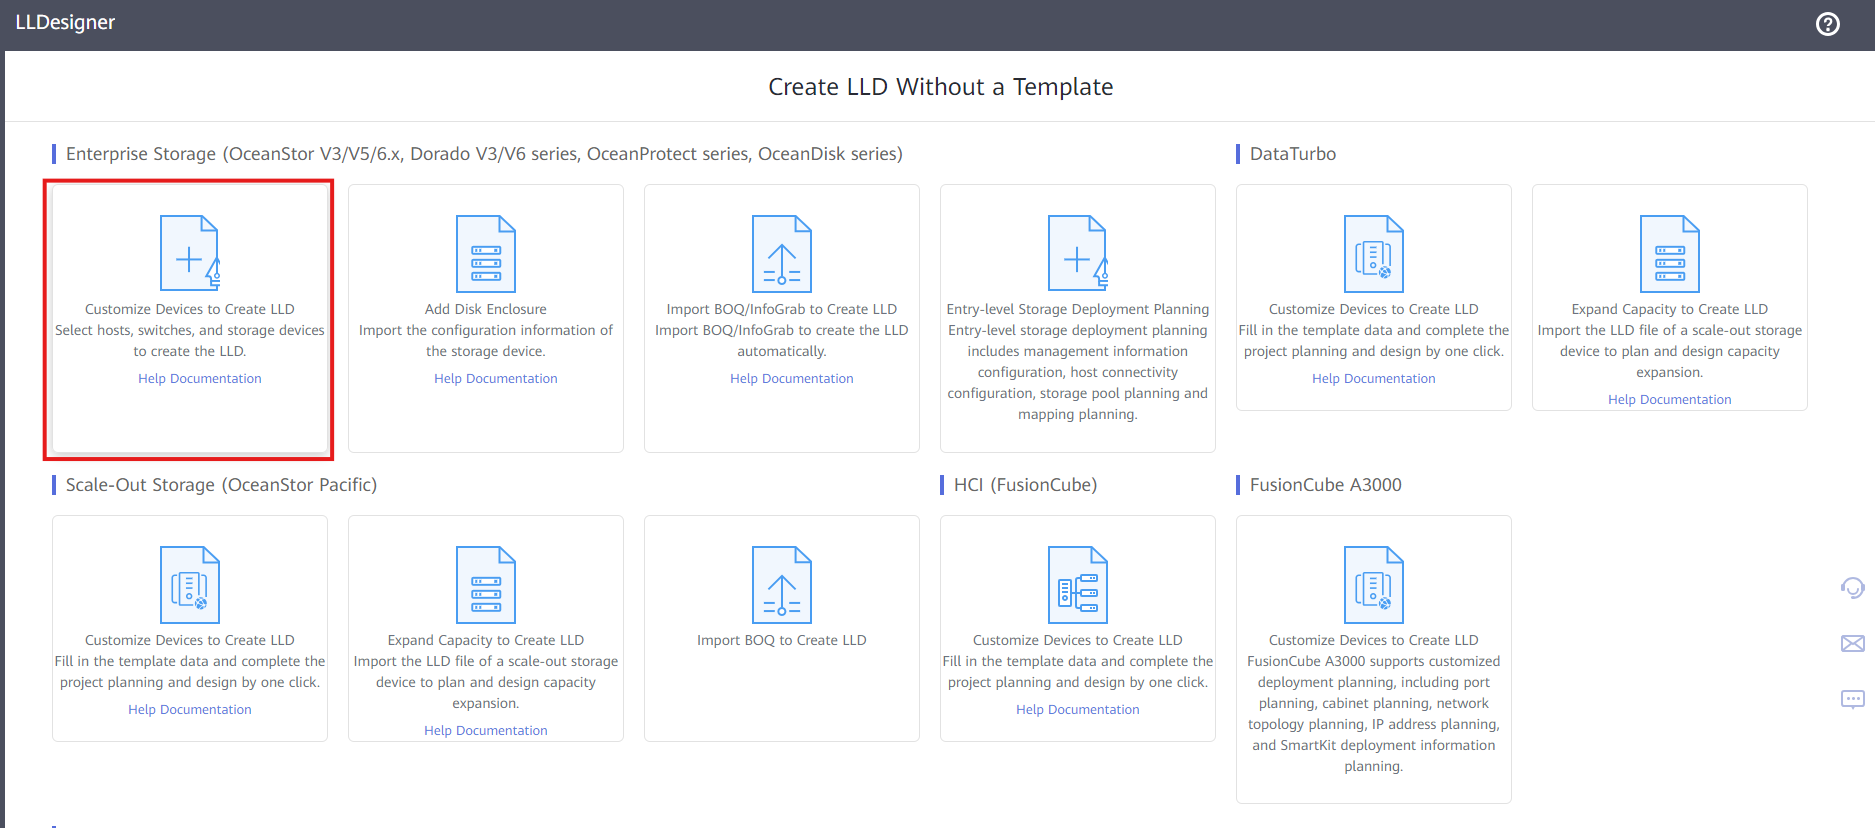 LLDesigner
Create LLD Without a Template
Enterprise Storage (OceanStor V3/V5/6.x, Dorado V3/V6 series, OceanProtect series, OceanDisk series)
Customize Devices to Create LLD
Select hosts, switches, and storage devices
to create the LLD.
Help Documentation
Add Disk Enclosure
Import the configuration information of
the storage device.
Help Documentation
Import BOQ/InfoGrab to Create LLD
Import BOQ/InfoGrab to create the LLD
automatically.
Help Documentation
Entry-level Storage Deployment Planning
Entry-level storage deployment planning
includes management information
configuration, host connectivity
configuration, storage pool planning and
mapping planning.
DataTurbo
Customize Devices to Create LLD
Fill in the template data and complete the
project planning and design by one click.
Help Documentation
Expand Capacity to Create LLD
Import the LLD file of a scale-out storage
device to plan and design capacity
expansion.
Help Documentation
Scale-Out Storage (OceanStor Pacific)
Customize Devices to Create LLD
Fill in the template data and complete the
project planning and design by one click.
Help Documentation
Expand Capacity to Create LLD
Import the LLD file of a scale-out storage
device to plan and design capacity
expansion.
Help Documentation
Import BOQ to Create LLD
HCI (FusionCube)
Customize Devices to Create LLD
Fill in the template data and complete the
project planning and design by one click.
Help Documentation
FusionCube A3000
Customize Devices to Create LLD
FusionCube A3000 supports customized
deployment planning, including port
planning, cabinet planning, network
topology planning, IP address planning,
and SmartKit deployment information
planning.